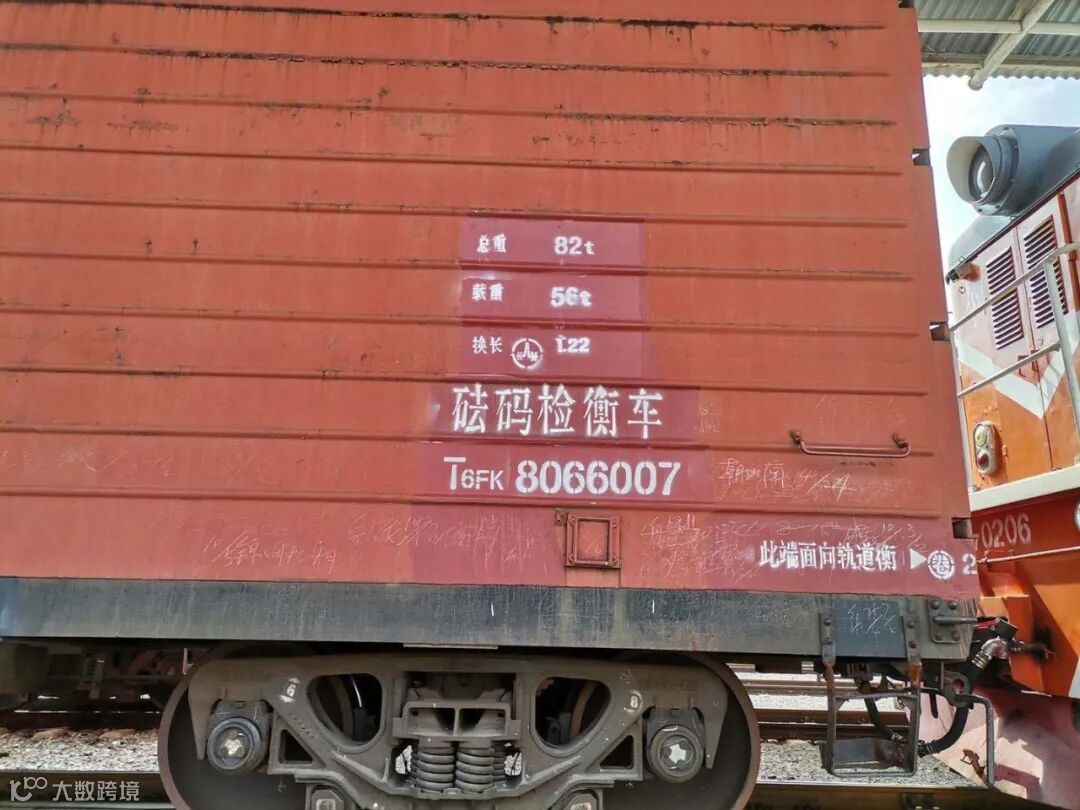 总重 82t
载重 56t
换长 1.22
砝码检衡车
T6FK 8066007
此端面向轨道衡 ▶ 2
0206
大数跨境